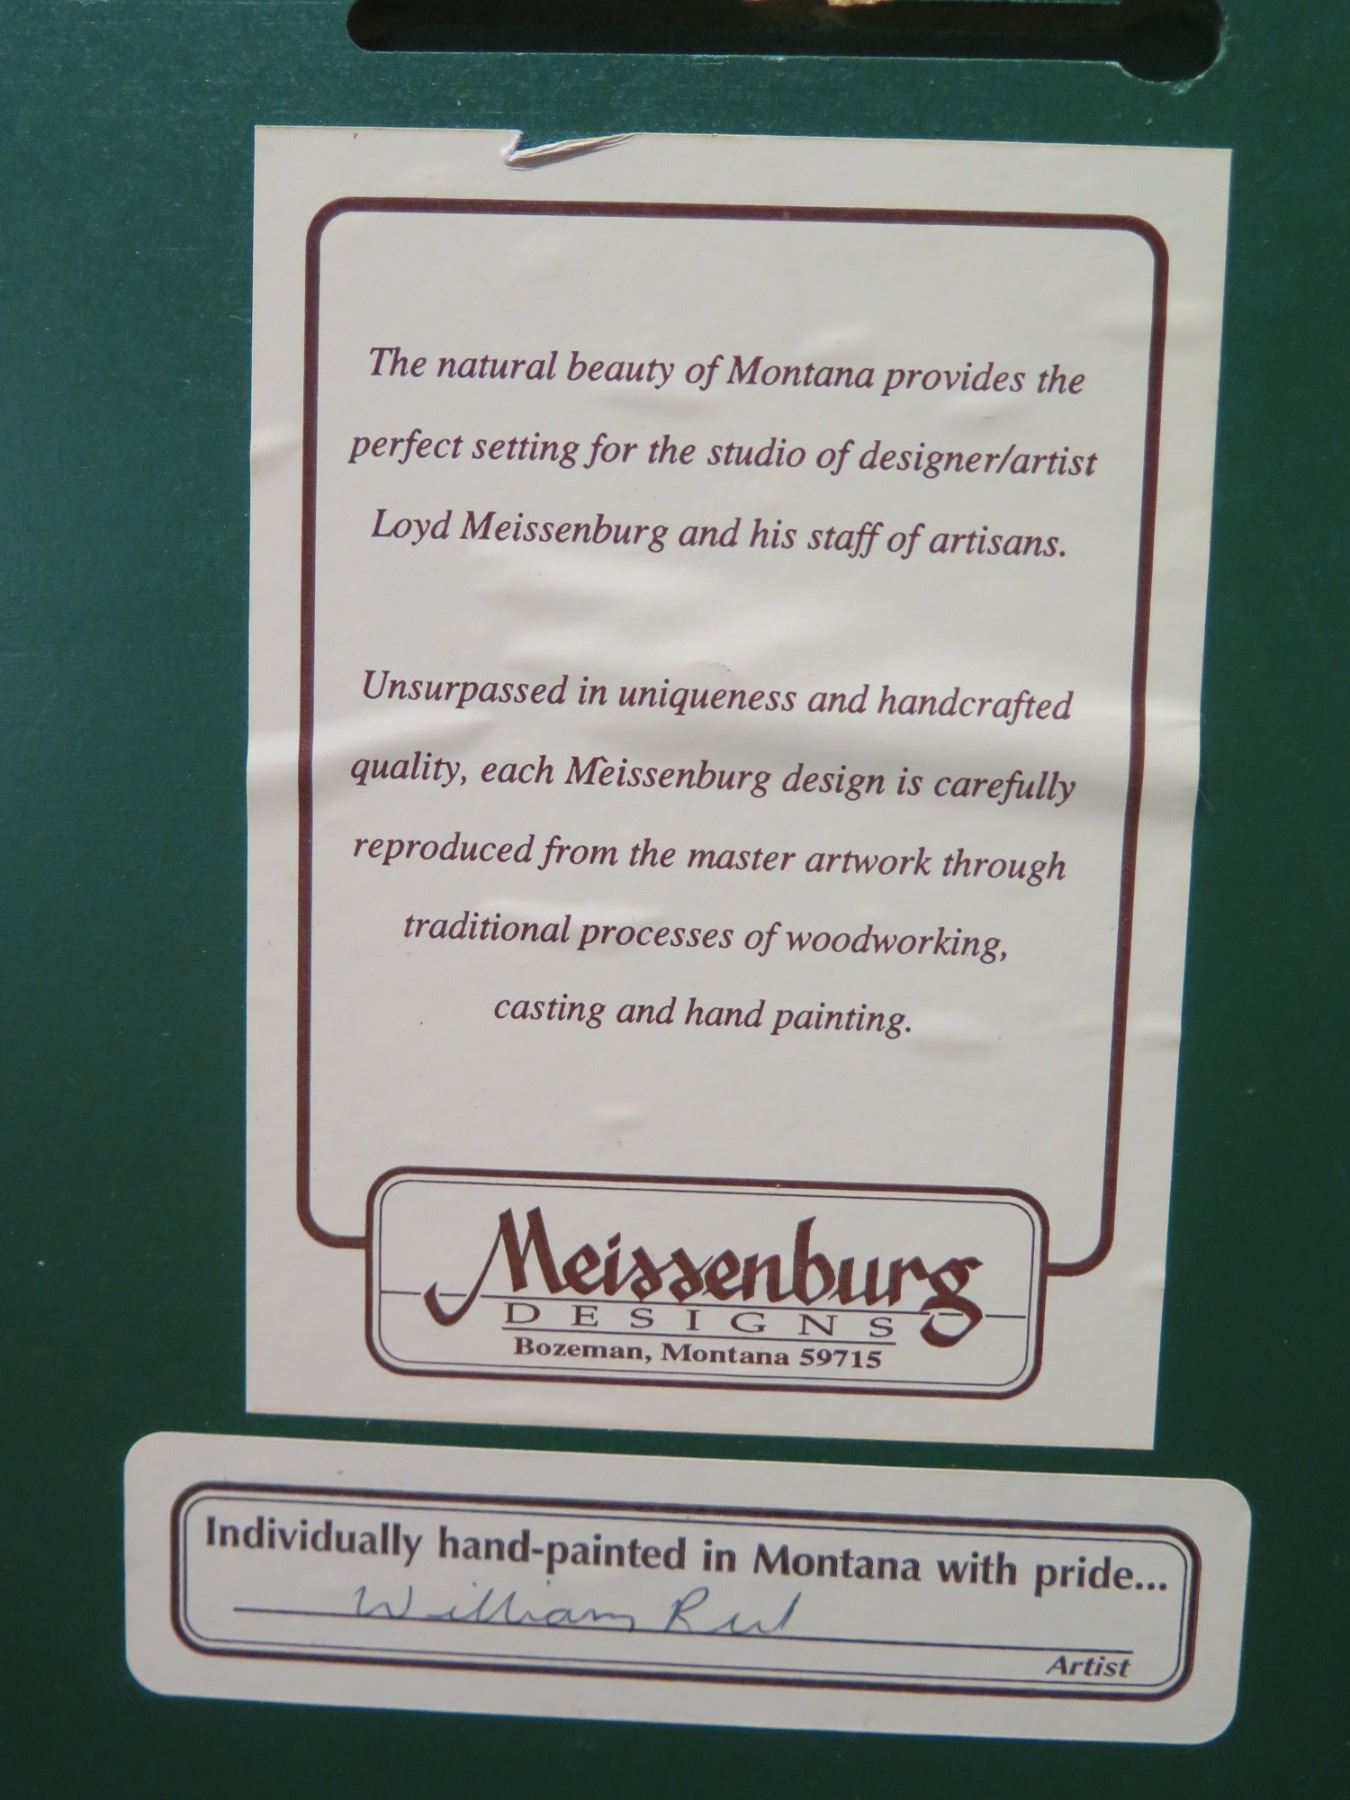 The natural beauty of Montana provides the
perfect setting for the studio of designer/artist
Loyd Meissenburg and his staff of artisans.
Unsurpassed in uniqueness and handcrafted
quality, each Meissenburg design is carefully
reproduced from the master artwork through
traditional processes of woodworking,
casting and hand painting.
Meissenburg
DESIGNS
Bozeman, Montana 59715
Individually hand-painted in Montana with pride...
William
Artist